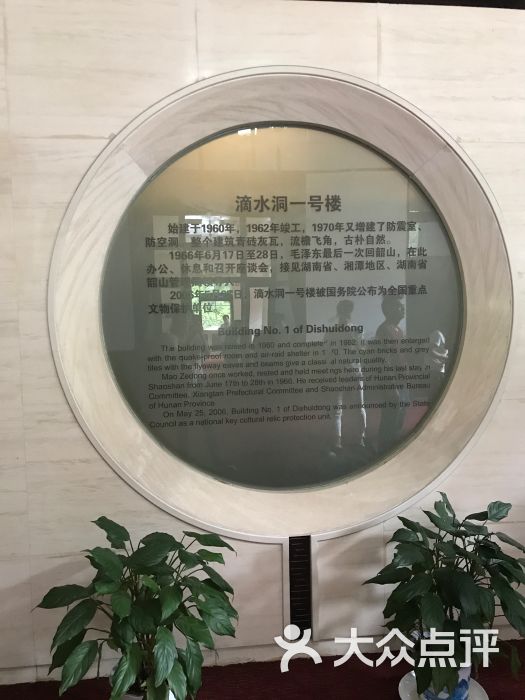 滴水洞一号楼
始建于1960年，1962年竣工，1970年又增建了防震室、
防空洞 整个建筑青砖灰瓦，流檐飞角，古朴自然。
1966年6月17日至28日，毛泽东最后一次回韶山，在此
办公、休息和召开座谈会，接见湖南省、湘潭地区、湖南省
韶山管
滴水洞一号楼被国务院公布为全国重点
文物保护单位。
Building No. 1 of Dishuidong
The building was raised in 1960 and complete in 1962. It was then enlarged
with the quake-proof room and air-raid shelter in The cyan bricks and grey
tiles with the flyaway eaves and beams give a classical natural quality.
Mao Zedong once worked, rested and held meetings here during his last stay in
Shaoshan from June 17th to 28th in 1966. He received leaders of Hunan Provincial
Committee, Xiangtan Prefectural Committee and Shaoshan Administrative Bureau
of Hunan Province.
On May 25, 2006, Building No. 1 of Dishuidong was announced by the State
Council as a national key cultural relic protection unit.
大众点评